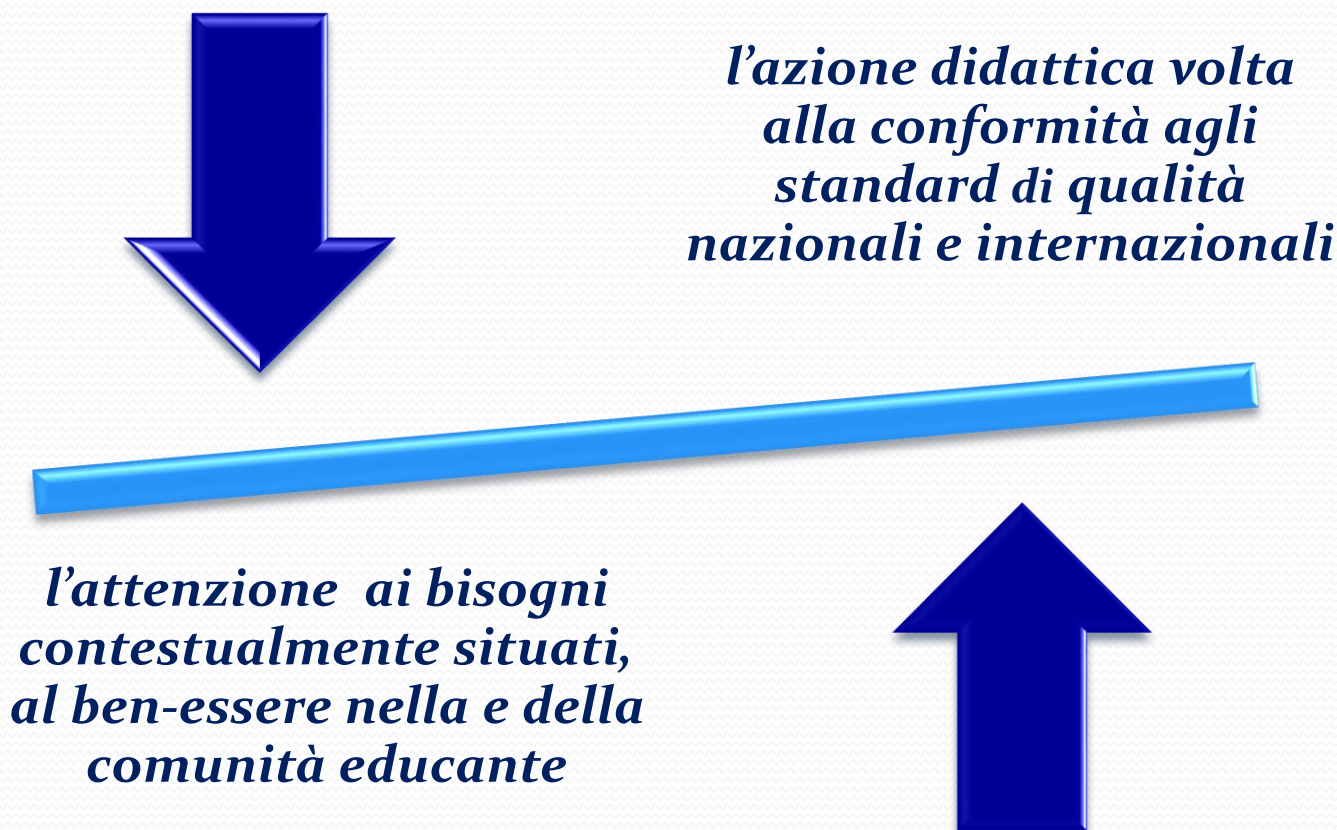 l’azione didattica volta
alla conformità agli
standard di qualità
nazionali e internazionali
l’attenzione  ai bisogni
contestualmente situati,
al ben-essere nella e della
comunità educante